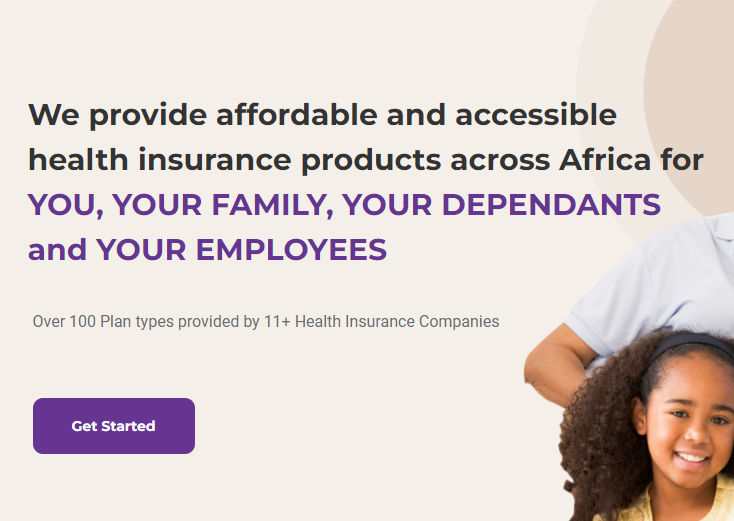 We provide affordable and accessible
health insurance products across Africa for
YOU, YOUR FAMILY, YOUR DEPENDANTS
and YOUR EMPLOYEES
Over 100 Plan types provided by 11+ Health Insurance Companies
Get Started